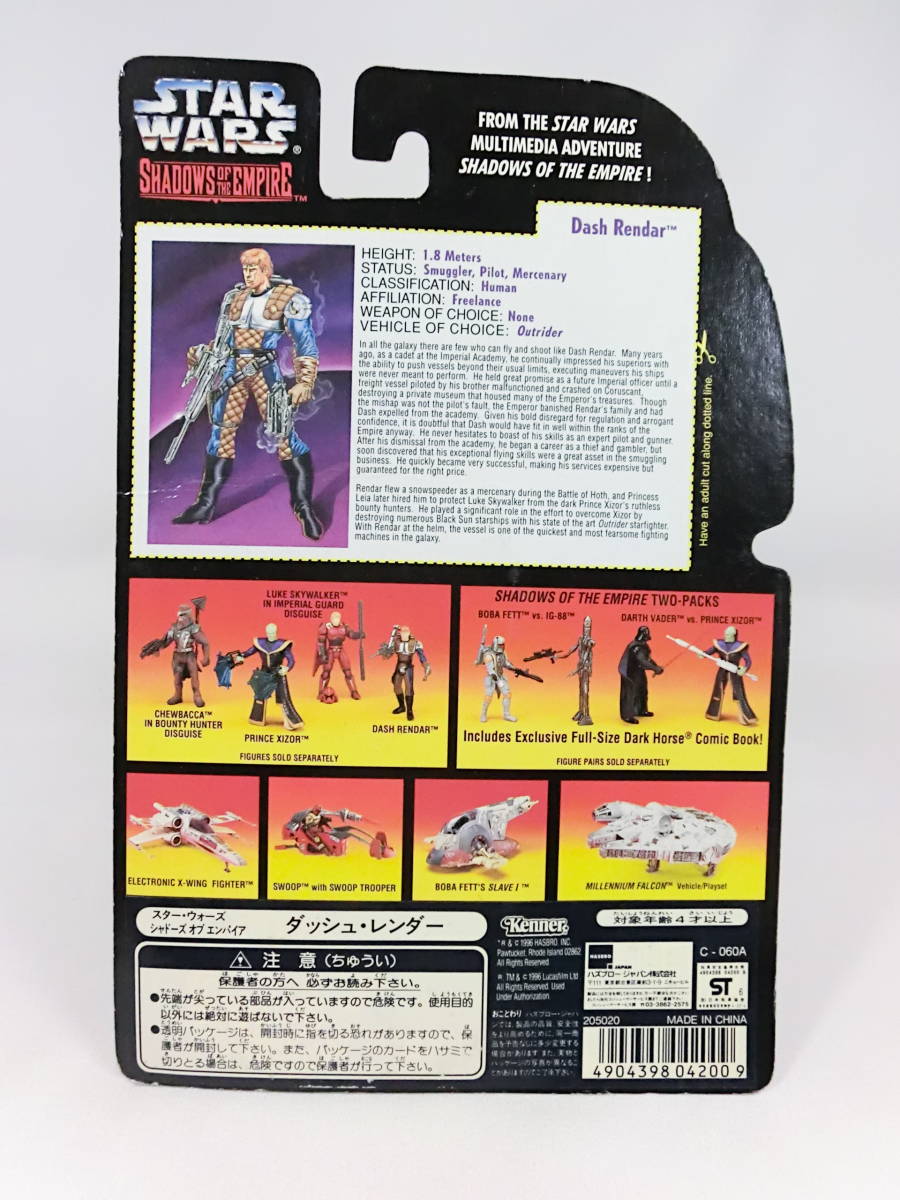 STAR
WARS®
SHADOWS OF THE EMPIRE™
FROM THE STAR WARS
MULTIMEDIA ADVENTURE
SHADOWS OF THE EMPIRE !
Dash Rendar™
HEIGHT: 1.8 Meters
STATUS: Smuggler, Pilot, Mercenary
CLASSIFICATION: Human
AFFILIATION: Freelance
WEAPON OF CHOICE: None
VEHICLE OF CHOICE: Outrider
In all the galaxy there are few who can fly and shoot like Dash Rendar. Many years
ago, as a cadet at the Imperial Academy, he continually impressed his superiors with
the ability to push vessels beyond their usual limits, executing maneuvers his ships
were never meant to perform. He held great promise as a future Imperial officer until a
freight vessel piloted by his brother malfunctioned and crashed on Coruscant,
destroying a private museum that housed many of the Emperor's treasures. Though
the mishap was not the pilot's fault, the Emperor banished Rendar's family and had
Dash expelled from the academy. Given his bold disregard for regulation and arrogant
confidence, it is doubtful that Dash would have fit in well within the ranks of the
Empire anyway. He never hesitates to boast of his skills as an expert pilot and gunner.
After his dismissal from the academy, he began a career as a thief and gambler, but
soon discovered that his exceptional flying skills were a great asset in the smuggling
business. He quickly became very successful, making his services expensive but
guaranteed for the right price.
Rendar flew a snowspeeder as a mercenary during the Battle of Hoth, and Princess
Leia later hired him to protect Luke Skywalker from the dark Prince Xizor's ruthless
bounty hunters. He played a significant role in the effort to overcome Xizor by
destroying numerous Black Sun starships with his state of the art Outrider starfighter.
With Rendar at the helm, the vessel is one of the quickest and most fearsome fighting
machines in the galaxy.
Have an adult cut along dotted line.
LUKE SKYWALKER™
IN IMPERIAL GUARD
DISGUISE
CHEWBACCA™
IN BOUNTY HUNTER
DISGUISE
PRINCE XIZOR™
DASH RENDAR™
FIGURES SOLD SEPARATELY
SHADOWS OF THE EMPIRE TWO-PACKS
BOBA FETT™ vs. IG-88™
DARTH VADER™ vs. PRINCE XIZOR™
Includes Exclusive Full-Size Dark Horse® Comic Book!
FIGURE PAIRS SOLD SEPARATELY
ELECTRONIC X-WING FIGHTER™
SWOOP™ with SWOOP TROOPER™
BOBA FETT'S SLAVE I™
MILLENNIUM FALCON™ Vehicle/Playset
スター・ウォーズ
シャドーズ オブ エンパイア
ダッシュ・レンダー
⚠注意(ちゅうい)
保護者の方へ 必ずお読み下さい。
●先端が尖っている部品が入っていますので危険です。使用目的
以外には絶対に遊ばないで下さい。
●透明パッケージは、開封時に指を切る恐れがありますので、保
護者が開封して下さい。また、パッケージのカードをハサミで
切りとる場合は、危険ですので保護者が行って下さい。
Kenner®
® & © 1996 HASBRO, INC.
Pawtucket, Rhode Island 02862
All Rights Reserved.
®, TM & © 1996 Lucasfilm Ltd
All Rights Reserved. Used
Under Authorization.
対象年齢4才以上
HASBRO
JAPAN
ハズブロー ジャパン株式会社
C - 060A
ST
205020
MADE IN CHINA
4904398 04200 9